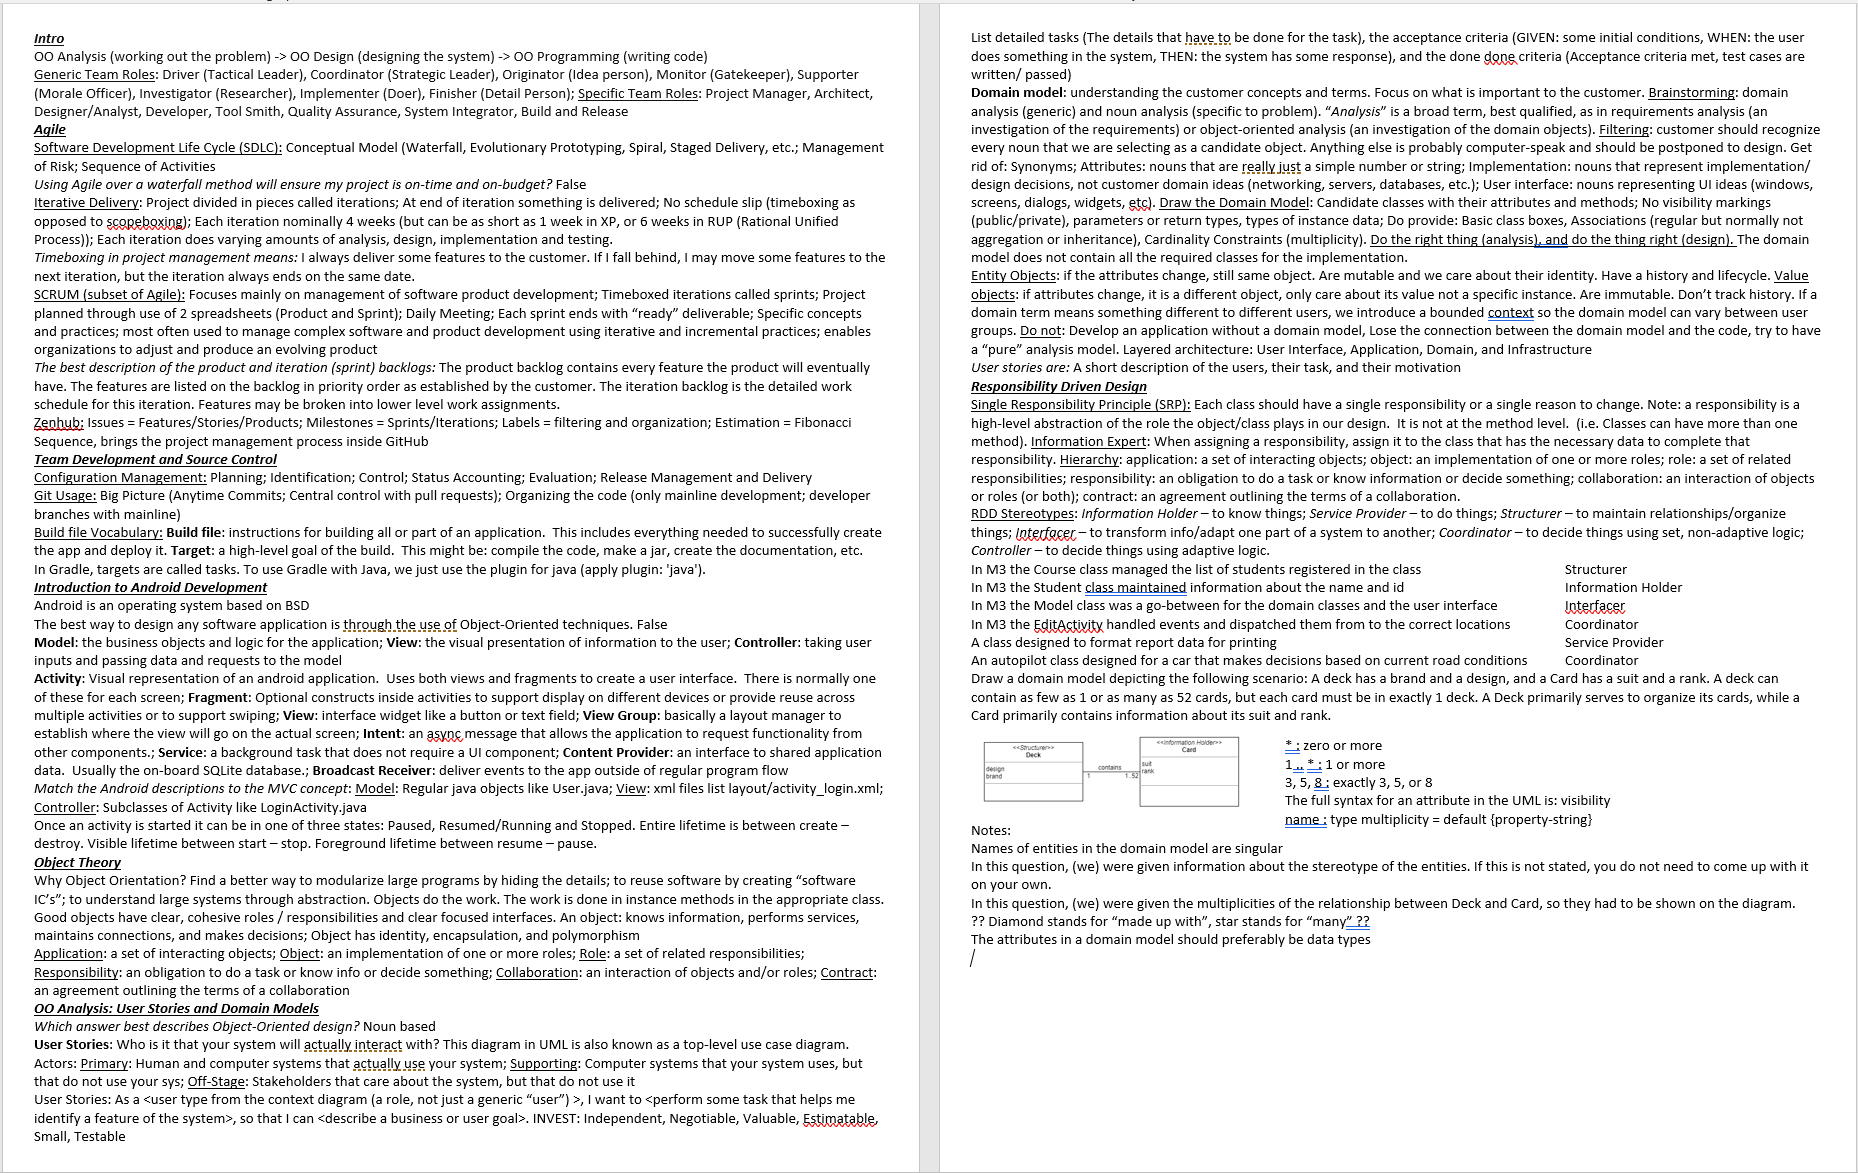 Intro
OO Analysis (working out the problem) -> OO Design (designing the system) -> OO Programming (writing code)
Generic Team Roles: Driver (Tactical Leader), Coordinator (Strategic Leader), Originator (Idea person), Monitor (Gatekeeper), Supporter
(Morale Officer), Investigator (Researcher), Implementer (Doer), Finisher (Detail Person); Specific Team Roles: Project Manager, Architect,
Designer/Analyst, Developer, Tool Smith, Quality Assurance, System Integrator, Build and Release
Agile
Software Development Life Cycle (SDLC): Conceptual Model (Waterfall, Evolutionary Prototyping, Spiral, Staged Delivery, etc.; Management
of Risk; Sequence of Activities
Using Agile over a waterfall method will ensure my project is on-time and on-budget? False
Iterative Delivery: Project divided in pieces called iterations; At end of iteration something is delivered; No schedule slip (timeboxing as
opposed to scopeboxing); Each iteration nominally 4 weeks (but can be as short as 1 week in XP, or 6 weeks in RUP (Rational Unified
Process)); Each iteration does varying amounts of analysis, design, implementation and testing.
Timeboxing in project management means: I always deliver some features to the customer. If I fall behind, I may move some features to the
next iteration, but the iteration always ends on the same date.
SCRUM (subset of Agile): Focuses mainly on management of software product development; Timeboxed iterations called sprints; Project
planned through use of 2 spreadsheets (Product and Sprint); Daily Meeting; Each sprint ends with “ready” deliverable; Specific concepts
and practices; most often used to manage complex software and product development using iterative and incremental practices; enables
organizations to adjust and produce an evolving product
The best description of the product and iteration (sprint) backlogs: The product backlog contains every feature the product will eventually
have. The features are listed on the backlog in priority order as established by the customer. The iteration backlog is the detailed work
schedule for this iteration. Features may be broken into lower level work assignments.
Zenhub: Issues = Features/Stories/Products; Milestones = Sprints/Iterations; Labels = filtering and organization; Estimation = Fibonacci
Sequence, brings the project management process inside GitHub
Team Development and Source Control
Configuration Management: Planning; Identification; Control; Status Accounting; Evaluation; Release Management and Delivery
Git Usage: Big Picture (Anytime Commits; Central control with pull requests); Organizing the code (only mainline development; developer
branches with mainline)
Build file Vocabulary: Build file: instructions for building all or part of an application.  This includes everything needed to successfully create
the app and deploy it. Target: a high-level goal of the build.  This might be: compile the code, make a jar, create the documentation, etc.
In Gradle, targets are called tasks. To use Gradle with Java, we just use the plugin for java (apply plugin: 'java').
Introduction to Android Development
Android is an operating system based on BSD
The best way to design any software application is through the use of Object-Oriented techniques. False
Model: the business objects and logic for the application; View: the visual presentation of information to the user; Controller: taking user
inputs and passing data and requests to the model
Activity: Visual representation of an android application.  Uses both views and fragments to create a user interface.  There is normally one
of these for each screen; Fragment: Optional constructs inside activities to support display on different devices or provide reuse across
multiple activities or to support swiping; View: interface widget like a button or text field; View Group: basically a layout manager to
establish where the view will go on the actual screen; Intent: an async message that allows the application to request functionality from
other components.; Service: a background task that does not require a UI component; Content Provider: an interface to shared application
data.  Usually the on-board SQLite database.; Broadcast Receiver: deliver events to the app outside of regular program flow
Match the Android descriptions to the MVC concept: Model: Regular java objects like User.java; View: xml files list layout/activity_login.xml;
Controller: Subclasses of Activity like LoginActivity.java
Once an activity is started it can be in one of three states: Paused, Resumed/Running and Stopped. Entire lifetime is between create –
destroy. Visible lifetime between start – stop. Foreground lifetime between resume – pause.
Object Theory
Why Object Orientation? Find a better way to modularize large programs by hiding the details; to reuse software by creating “software
IC’s”; to understand large systems through abstraction. Objects do the work. The work is done in instance methods in the appropriate class.
Good objects have clear, cohesive roles / responsibilities and clear focused interfaces. An object: knows information, performs services,
maintains connections, and makes decisions; Object has identity, encapsulation, and polymorphism
Application: a set of interacting objects; Object: an implementation of one or more roles; Role: a set of related responsibilities;
Responsibility: an obligation to do a task or know info or decide something; Collaboration: an interaction of objects and/or roles; Contract:
an agreement outlining the terms of a collaboration
OO Analysis: User Stories and Domain Models
Which answer best describes Object-Oriented design? Noun based
User Stories: Who is it that your system will actually interact with? This diagram in UML is also known as a top-level use case diagram.
Actors: Primary: Human and computer systems that actually use your system; Supporting: Computer systems that your system uses, but
that do not use your sys; Off-Stage: Stakeholders that care about the system, but that do not use it
User Stories: As a <user type from the context diagram (a role, not just a generic “user”) >, I want to <perform some task that helps me
identify a feature of the system>, so that I can <describe a business or user goal>. INVEST: Independent, Negotiable, Valuable, Estimatable,
Small, Testable
List detailed tasks (The details that have to be done for the task), the acceptance criteria (GIVEN: some initial conditions, WHEN: the user
does something in the system, THEN: the system has some response), and the done done criteria (Acceptance criteria met, test cases are
written/ passed)
Domain model: understanding the customer concepts and terms. Focus on what is important to the customer. Brainstorming: domain
analysis (generic) and noun analysis (specific to problem). “Analysis” is a broad term, best qualified, as in requirements analysis (an
investigation of the requirements) or object-oriented analysis (an investigation of the domain objects). Filtering: customer should recognize
every noun that we are selecting as a candidate object. Anything else is probably computer-speak and should be postponed to design. Get
rid of: Synonyms; Attributes: nouns that are really just a simple number or string; Implementation: nouns that represent implementation/
design decisions, not customer domain ideas (networking, servers, databases, etc.); User interface: nouns representing UI ideas (windows,
screens, dialogs, widgets, etc). Draw the Domain Model: Candidate classes with their attributes and methods; No visibility markings
(public/private), parameters or return types, types of instance data; Do provide: Basic class boxes, Associations (regular but normally not
aggregation or inheritance), Cardinality Constraints (multiplicity). Do the right thing (analysis), and do the thing right (design). The domain
model does not contain all the required classes for the implementation.
Entity Objects: if the attributes change, still same object. Are mutable and we care about their identity. Have a history and lifecycle. Value
objects: if attributes change, it is a different object, only care about its value not a specific instance. Are immutable. Don’t track history. If a
domain term means something different to different users, we introduce a bounded context so the domain model can vary between user
groups. Do not: Develop an application without a domain model, Lose the connection between the domain model and the code, try to have
a “pure” analysis model. Layered architecture: User Interface, Application, Domain, and Infrastructure
User stories are: A short description of the users, their task, and their motivation
Responsibility Driven Design
Single Responsibility Principle (SRP): Each class should have a single responsibility or a single reason to change. Note: a responsibility is a
high-level abstraction of the role the object/class plays in our design.  It is not at the method level.  (i.e. Classes can have more than one
method). Information Expert: When assigning a responsibility, assign it to the class that has the necessary data to complete that
responsibility. Hierarchy: application: a set of interacting objects; object: an implementation of one or more roles; role: a set of related
responsibilities; responsibility: an obligation to do a task or know information or decide something; collaboration: an interaction of objects
or roles (or both); contract: an agreement outlining the terms of a collaboration.
RDD Stereotypes: Information Holder – to know things; Service Provider – to do things; Structurer – to maintain relationships/organize
things; Interfacer – to transform info/adapt one part of a system to another; Coordinator – to decide things using set, non-adaptive logic;
Controller – to decide things using adaptive logic.
In M3 the Course class managed the list of students registered in the class Structurer
In M3 the Student class maintained information about the name and id Information Holder
In M3 the Model class was a go-between for the domain classes and the user interface Interfacer
In M3 the EditActivity handled events and dispatched them from to the correct locations Coordinator
A class designed to format report data for printing Service Provider
An autopilot class designed for a car that makes decisions based on current road conditions Coordinator
Draw a domain model depicting the following scenario: A deck has a brand and a design, and a Card has a suit and a rank. A deck can
contain as few as 1 or as many as 52 cards, but each card must be in exactly 1 deck. A Deck primarily serves to organize its cards, while a
Card primarily contains information about its suit and rank.
<<Structurer>>
Deck
design
brand
contains
1 1..52
<<Information Holder>>
Card
suit
rank
* : zero or more
1 .. * : 1 or more
3, 5, 8 : exactly 3, 5, or 8
The full syntax for an attribute in the UML is: visibility
name : type multiplicity = default {property-string}
Notes:
Names of entities in the domain model are singular
In this question, (we) were given information about the stereotype of the entities. If this is not stated, you do not need to come up with it
on your own.
In this question, (we) were given the multiplicities of the relationship between Deck and Card, so they had to be shown on the diagram.
?? Diamond stands for “made up with”, star stands for “many” ??
The attributes in a domain model should preferably be data types
/